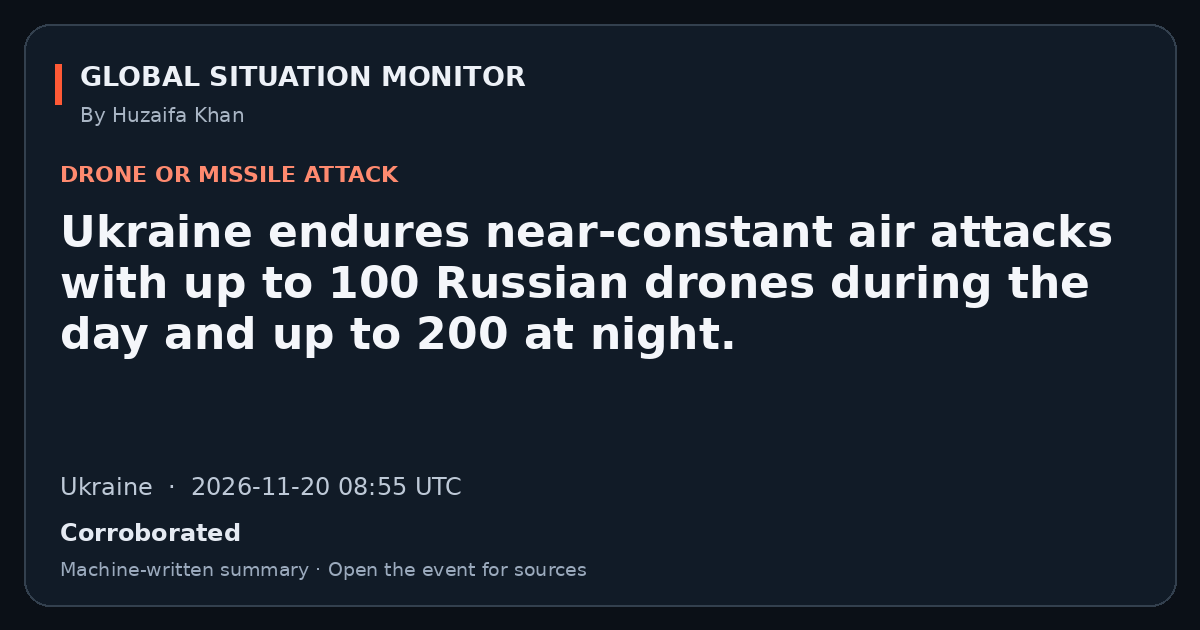 GLOBAL SITUATION MONITOR
By Huzaifa Khan
DRONE OR MISSILE ATTACK
Ukraine endures near-constant air attacks
with up to 100 Russian drones during the
day and up to 200 at night.
Ukraine · 2026-11-20 08:55 UTC
Corroborated
Machine-written summary · Open the event for sources